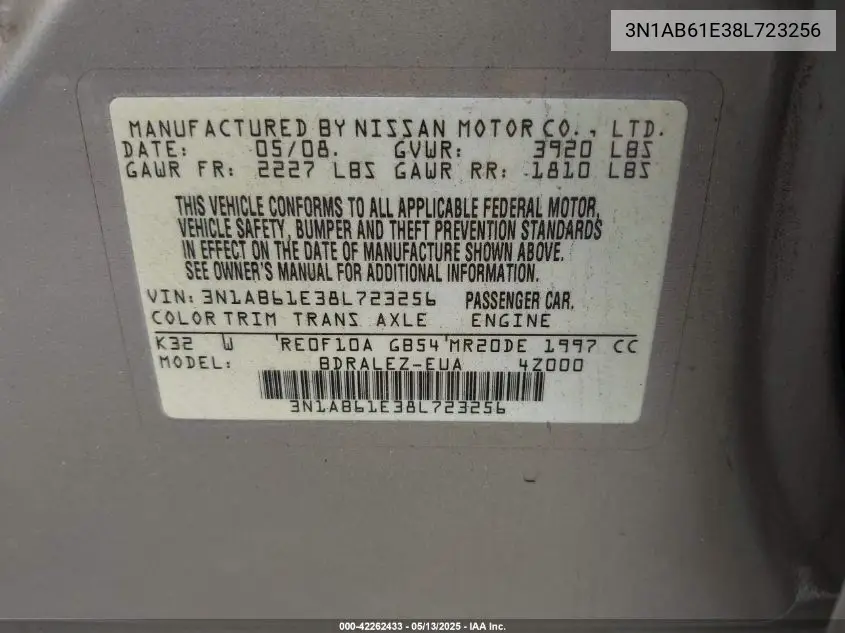 3N1AB61E38L723256
MANUFACTURED BY NISSAN MOTOR CO., LTD.
DATE: 05/08. GVWR: 3920 LBS
GAWR FR: 2227 LBS GAWR RR: 1810 LBS
THIS VEHICLE CONFORMS TO ALL APPLICABLE FEDERAL MOTOR,
VEHICLE SAFETY, BUMPER AND THEFT PREVENTION STANDARDS
IN EFFECT ON THE DATE OF MANUFACTURE SHOWN ABOVE.
SEE OWNER'S MANUAL FOR ADDITIONAL INFORMATION.
VIN: 3N1AB61E38L723256 PASSENGER CAR.
COLOR TRIM TRANS AXLE ENGINE
K32 W RE0F10A GB54 MR20DE 1997 CC
MODEL: BDRALEZ-EUA 4Z000
3N1AB61E38L723256
000-42262433 — 05/13/2025 — IAA Inc.